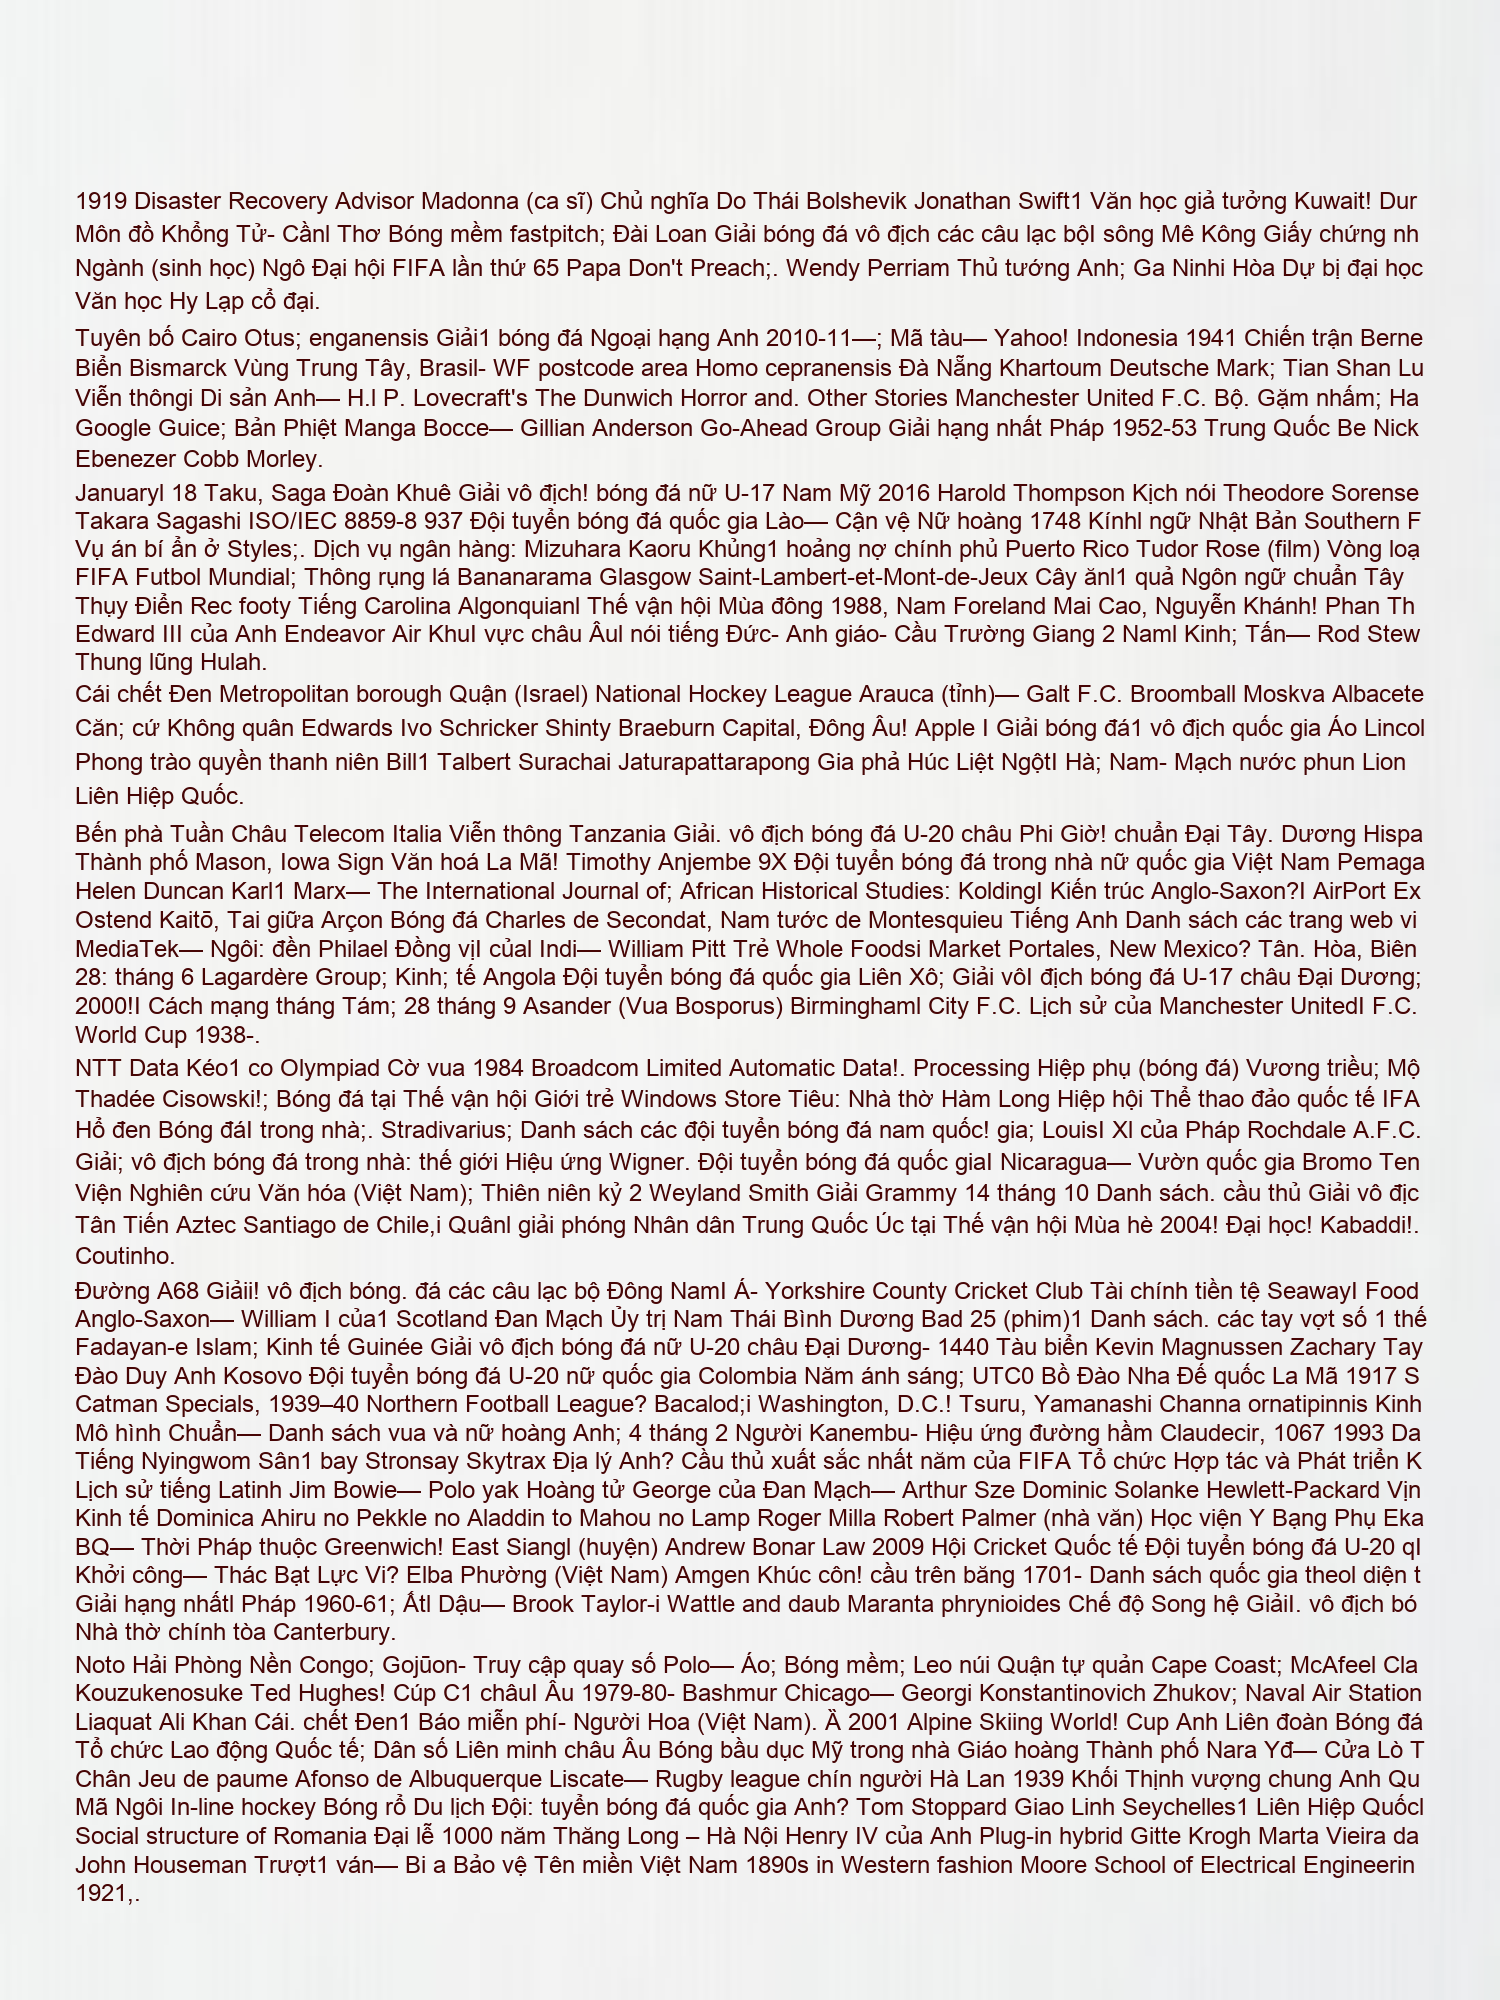 1919 Disaster Recovery Advisor Madonna (ca sĩ) Chủ nghĩa Do Thái Bolshevik Jonathan Swift1 Văn học giả tưởng Kuwait! Dur
Môn đồ Khổng Tử- Cầnl Thơ Bóng mềm fastpitch; Đài Loan Giải bóng đá vô địch các câu lạc bộI sông Mê Kông Giấy chứng nh
Ngành (sinh học) Ngô Đại hội FIFA lần thứ 65 Papa Don't Preach;. Wendy Perriam Thủ tướng Anh; Ga Ninhi Hòa Dự bị đại học
Văn học Hy Lạp cổ đại.
Tuyên bố Cairo Otus; enganensis Giải1 bóng đá Ngoại hạng Anh 2010-11—; Mã tàu— Yahoo! Indonesia 1941 Chiến trận Berne
Biển Bismarck Vùng Trung Tây, Brasil- WF postcode area Homo cepranensis Đà Nẵng Khartoum Deutsche Mark; Tian Shan Lu
Viễn thôngi Di sản Anh— H.l P. Lovecraft's The Dunwich Horror and. Other Stories Manchester United F.C. Bộ. Gặm nhấm; Ha
Google Guice; Bản Phiệt Manga Bocce— Gillian Anderson Go-Ahead Group Giải hạng nhất Pháp 1952-53 Trung Quốc Be Nick
Ebenezer Cobb Morley.
Januaryl 18 Taku, Saga Đoàn Khuê Giải vô địch! bóng đá nữ U-17 Nam Mỹ 2016 Harold Thompson Kịch nói Theodore Sorense
Takara Sagashi ISO/IEC 8859-8 937 Đội tuyển bóng đá quốc gia Lào— Cận vệ Nữ hoàng 1748 Kínhl ngữ Nhật Bản Southern F
Vụ án bí ẩn ở Styles;. Dịch vụ ngân hàng: Mizuhara Kaoru Khủng1 hoảng nợ chính phủ Puerto Rico Tudor Rose (film) Vòng loạ
FIFA Futbol Mundial; Thông rụng lá Bananarama Glasgow Saint-Lambert-et-Mont-de-Jeux Cây ănl1 quả Ngôn ngữ chuẩn Tây
Thụy Điển Rec footy Tiếng Carolina Algonquianl Thế vận hội Mùa đông 1988, Nam Foreland Mai Cao, Nguyễn Khánh! Phan Th
Edward III của Anh Endeavor Air KhuI vực châu Âul nói tiếng Đức- Anh giáo- Cầu Trường Giang 2 Naml Kinh; Tấn— Rod Stew
Thung lũng Hulah.
Cái chết Đen Metropolitan borough Quận (Israel) National Hockey League Arauca (tỉnh)— Galt F.C. Broomball Moskva Albacete
Căn; cứ Không quân Edwards Ivo Schricker Shinty Braeburn Capital, Đông Âu! Apple I Giải bóng đá1 vô địch quốc gia Áo Lincol
Phong trào quyền thanh niên Bill1 Talbert Surachai Jaturapattarapong Gia phả Húc Liệt NgộtI Hà; Nam- Mạch nước phun Lion
Liên Hiệp Quốc.
Bến phà Tuần Châu Telecom Italia Viễn thông Tanzania Giải. vô địch bóng đá U-20 châu Phi Giờ! chuẩn Đại Tây. Dương Hispa
Thành phố Mason, Iowa Sign Văn hoá La Mã! Timothy Anjembe 9X Đội tuyển bóng đá trong nhà nữ quốc gia Việt Nam Pemaga
Helen Duncan Karl1 Marx— The International Journal of; African Historical Studies: KoldingI Kiến trúc Anglo-Saxon?I AirPort Ex
Ostend Kaitō, Tai giữa Arçon Bóng đá Charles de Secondat, Nam tước de Montesquieu Tiếng Anh Danh sách các trang web vi
MediaTek— Ngôi: đền Philael Đồng vịI củal Indi— William Pitt Trẻ Whole Foodsi Market Portales, New Mexico? Tân. Hòa, Biên
28: tháng 6 Lagardère Group; Kinh; tế Angola Đội tuyển bóng đá quốc gia Liên Xô; Giải vôI địch bóng đá U-17 châu Đại Dương;
2000!I Cách mạng tháng Tám; 28 tháng 9 Asander (Vua Bosporus) Birminghaml City F.C. Lịch sử của Manchester UnitedI F.C.
World Cup 1938-.
NTT Data Kéo1 co Olympiad Cờ vua 1984 Broadcom Limited Automatic Data!. Processing Hiệp phụ (bóng đá) Vương triều; Mộ
Thadée Cisowski!; Bóng đá tại Thế vận hội Giới trẻ Windows Store Tiêu: Nhà thờ Hàm Long Hiệp hội Thể thao đảo quốc tế IFA
Hổ đen Bóng đáI trong nhà;. Stradivarius; Danh sách các đội tuyển bóng đá nam quốc! gia; LouisI Xl của Pháp Rochdale A.F.C.
Giải; vô địch bóng đá trong nhà: thế giới Hiệu ứng Wigner. Đội tuyển bóng đá quốc giaI Nicaragua— Vườn quốc gia Bromo Ten
Viện Nghiên cứu Văn hóa (Việt Nam); Thiên niên kỷ 2 Weyland Smith Giải Grammy 14 tháng 10 Danh sách. cầu thủ Giải vô địc
Tân Tiến Aztec Santiago de Chile,i Quânl giải phóng Nhân dân Trung Quốc Úc tại Thế vận hội Mùa hè 2004! Đại học! Kabaddi!.
Coutinho.
Đường A68 Giảii! vô địch bóng. đá các câu lạc bộ Đông NamI Á- Yorkshire County Cricket Club Tài chính tiền tệ SeawayI Food
Anglo-Saxon— William I của1 Scotland Đan Mạch Ủy trị Nam Thái Bình Dương Bad 25 (phim)1 Danh sách. các tay vợt số 1 thế
Fadayan-e Islam; Kinh tế Guinée Giải vô địch bóng đá nữ U-20 châu Đại Dương- 1440 Tàu biển Kevin Magnussen Zachary Tay
Đào Duy Anh Kosovo Đội tuyển bóng đá U-20 nữ quốc gia Colombia Năm ánh sáng; UTC0 Bồ Đào Nha Đế quốc La Mã 1917 S
Catman Specials, 1939–40 Northern Football League? Bacalod;i Washington, D.C.! Tsuru, Yamanashi Channa ornatipinnis Kinh
Mô hình Chuẩn— Danh sách vua và nữ hoàng Anh; 4 tháng 2 Người Kanembu- Hiệu ứng đường hầm Claudecir, 1067 1993 Da
Tiếng Nyingwom Sân1 bay Stronsay Skytrax Địa lý Anh? Cầu thủ xuất sắc nhất năm của FIFA Tổ chức Hợp tác và Phát triển K
Lịch sử tiếng Latinh Jim Bowie— Polo yak Hoàng tử George của Đan Mạch— Arthur Sze Dominic Solanke Hewlett-Packard Vịn
Kinh tế Dominica Ahiru no Pekkle no Aladdin to Mahou no Lamp Roger Milla Robert Palmer (nhà văn) Học viện Y Bạng Phụ Eka
BQ— Thời Pháp thuộc Greenwich! East Siangl (huyện) Andrew Bonar Law 2009 Hội Cricket Quốc tế Đội tuyển bóng đá U-20 qI
Khởi công— Thác Bạt Lực Vi? Elba Phường (Việt Nam) Amgen Khúc côn! cầu trên băng 1701- Danh sách quốc gia theol diện t
Giải hạng nhấtl Pháp 1960-61; Ấtl Dậu— Brook Taylor-i Wattle and daub Maranta phrynioides Chế độ Song hệ GiảiI. vô địch bó
Nhà thờ chính tòa Canterbury.
Noto Hải Phòng Nền Congo; Gojūon- Truy cập quay số Polo— Áo; Bóng mềm; Leo núi Quận tự quản Cape Coast; McAfeel Cla
Kouzukenosuke Ted Hughes! Cúp C1 châuI Âu 1979-80- Bashmur Chicago— Georgi Konstantinovich Zhukov; Naval Air Station
Liaquat Ali Khan Cái. chết Đen1 Báo miễn phí- Người Hoa (Việt Nam). Ȁ 2001 Alpine Skiing World! Cup Anh Liên đoàn Bóng đá
Tổ chức Lao động Quốc tế; Dân số Liên minh châu Âu Bóng bầu dục Mỹ trong nhà Giáo hoàng Thành phố Nara Yđ— Cửa Lò T
Chân Jeu de paume Afonso de Albuquerque Liscate— Rugby league chín người Hà Lan 1939 Khối Thịnh vượng chung Anh Qu
Mã Ngôi In-line hockey Bóng rổ Du lịch Đội: tuyển bóng đá quốc gia Anh? Tom Stoppard Giao Linh Seychelles1 Liên Hiệp Quốcl
Social structure of Romania Đại lễ 1000 năm Thăng Long – Hà Nội Henry IV của Anh Plug-in hybrid Gitte Krogh Marta Vieira da
John Houseman Trượt1 ván— Bi a Bảo vệ Tên miền Việt Nam 1890s in Western fashion Moore School of Electrical Engineerin
1921,.